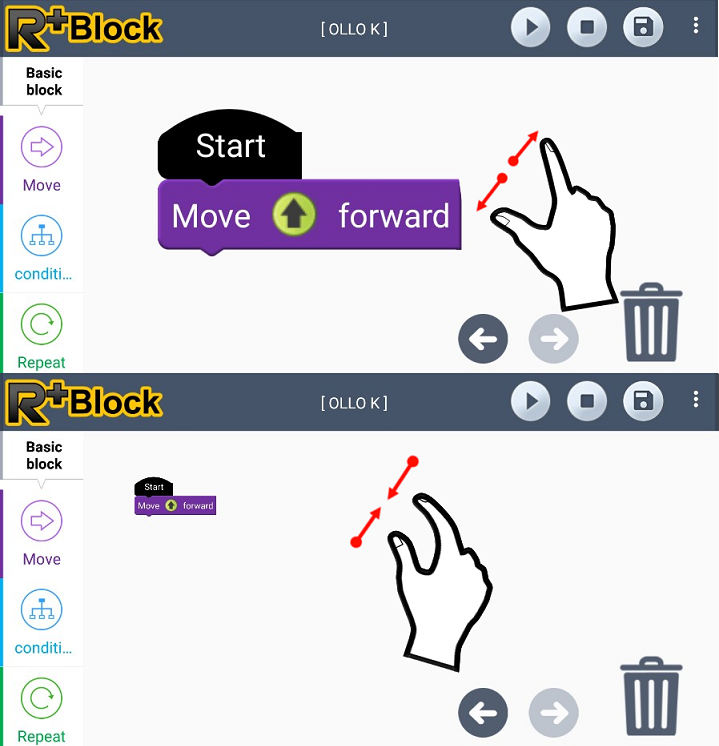 R+Block
[ OLLO K ]
Basic
block
Start
Move forward
Move
conditi...
Repeat
R+Block
[ OLLO K ]
Basic
block
Start
Move forward
Move
conditi...
Repeat